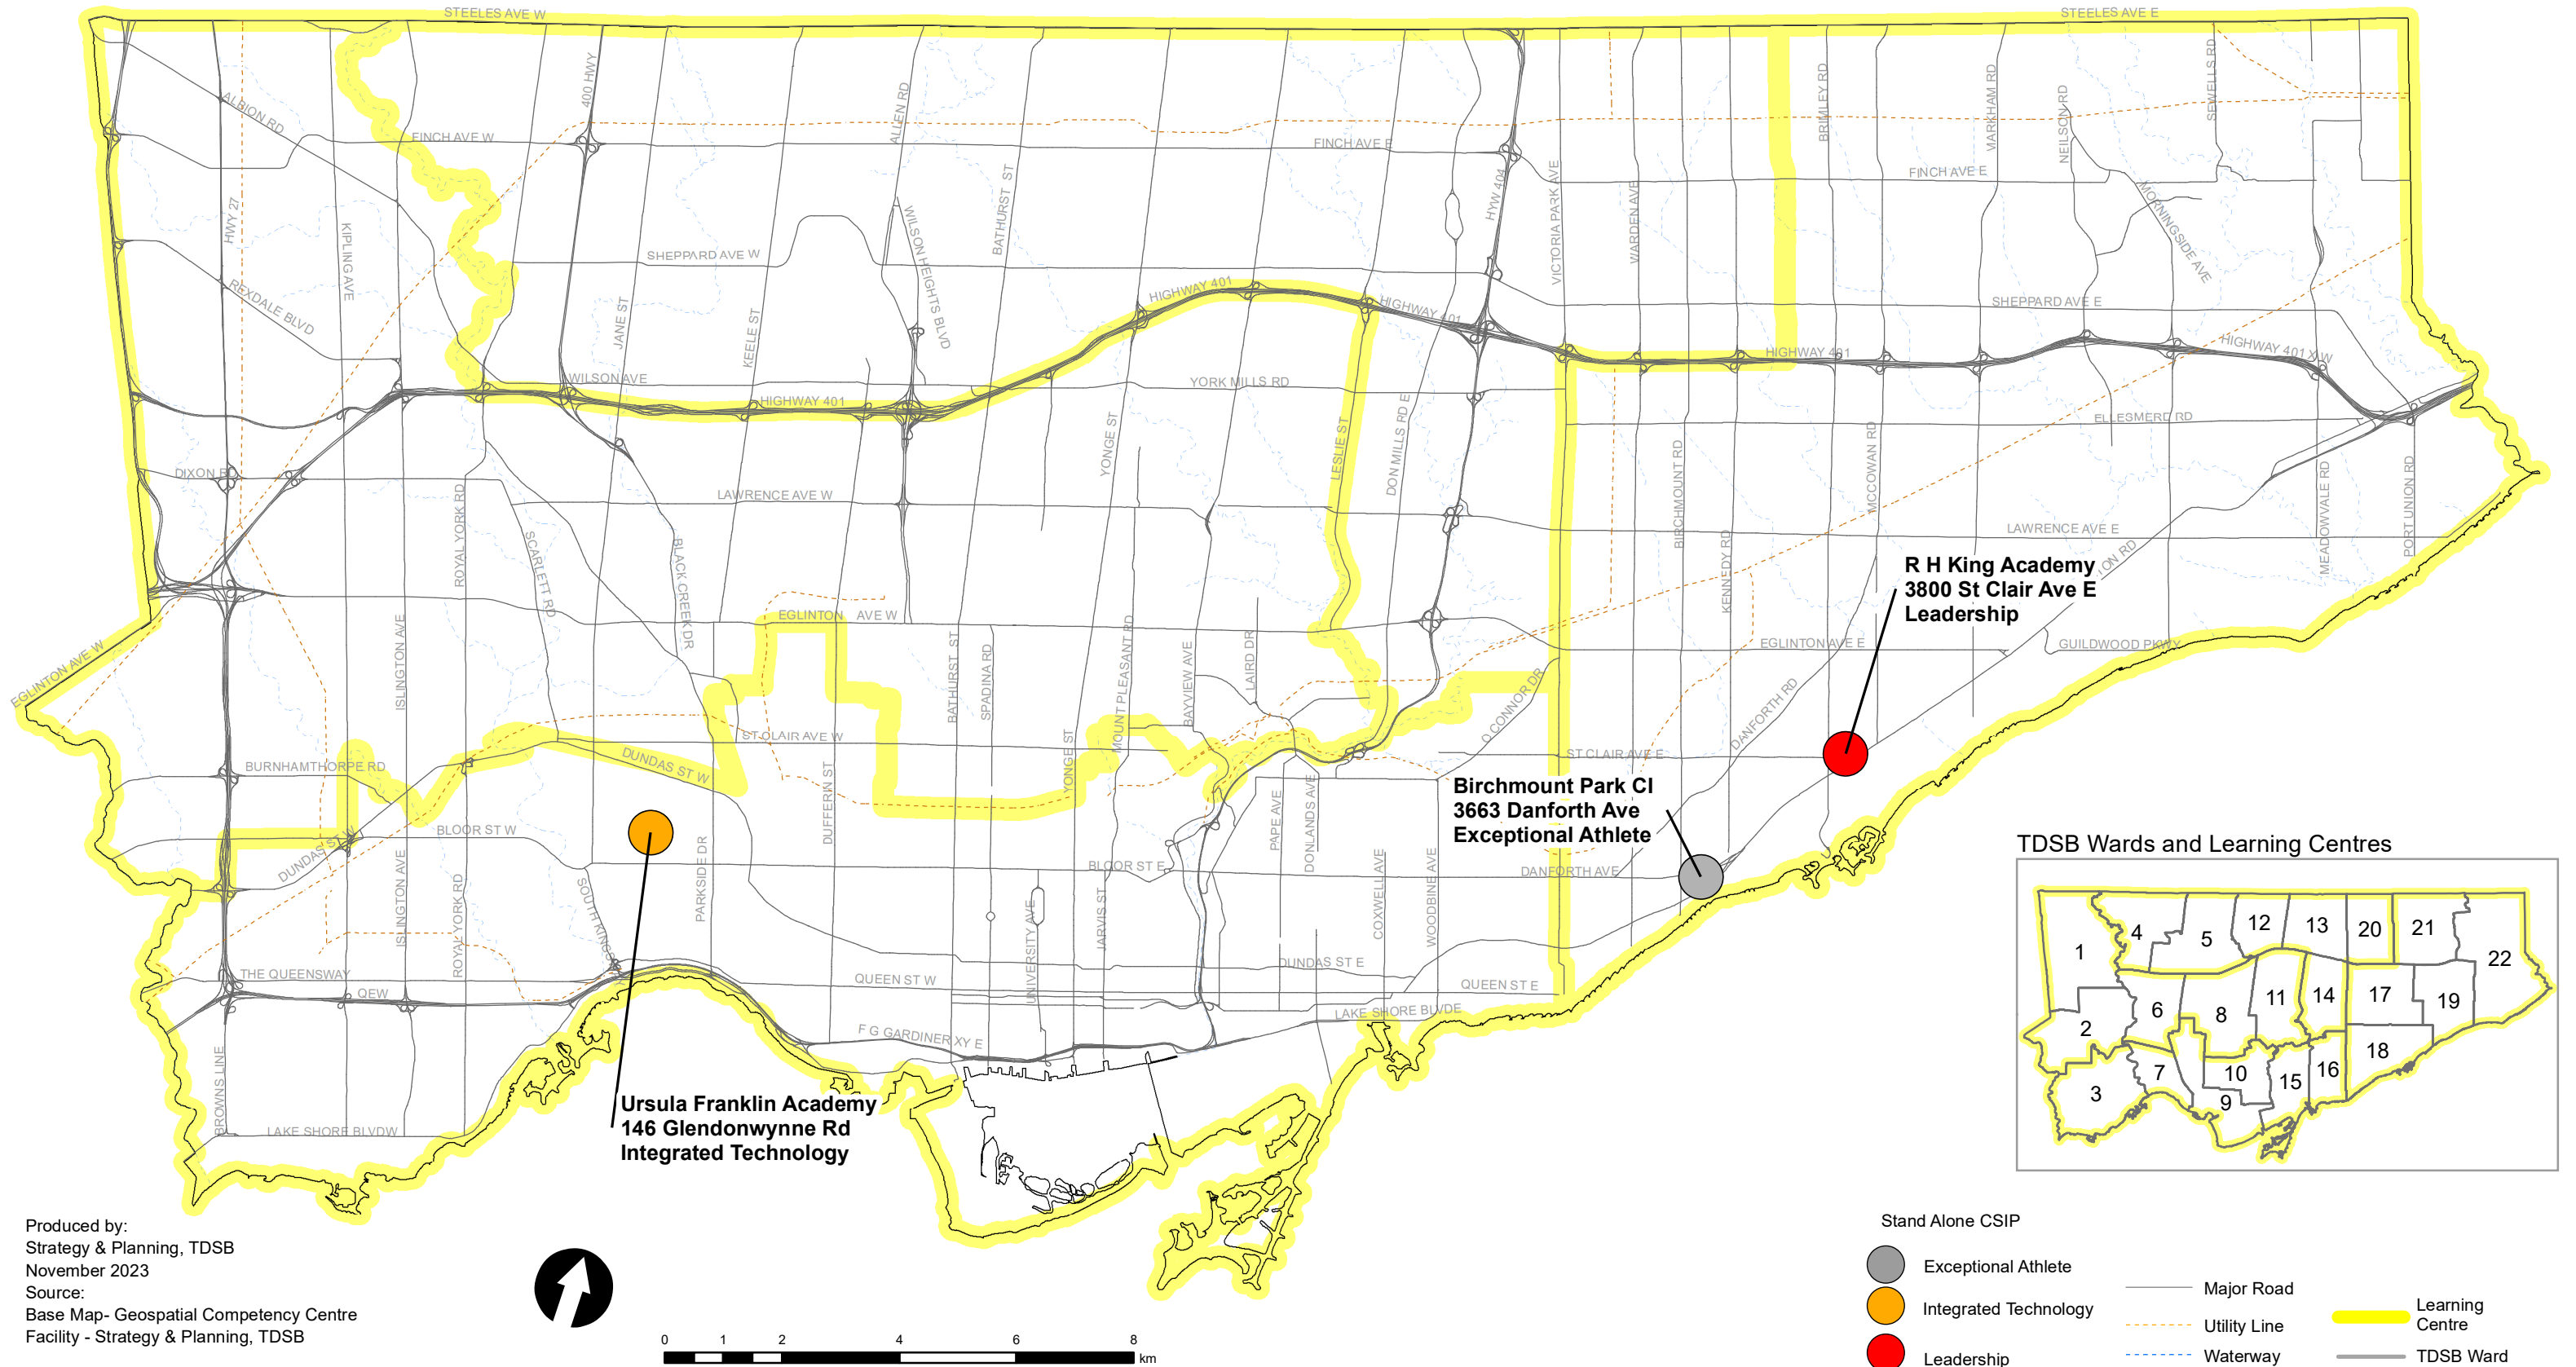 STEELES AVE W
STEELES AVE E
400 HWY
ALLEN RD
ALBION RD
FINCH AVE W
FINCH AVE E
FINCH AVE E
BRIMLEY RD
MARKHAM RD
NEILSON RD
SEWELLS RD
HWY 27
KIPLING AVE
BATHURST ST
WILSON HEIGHTS BLVD
HYW 404
VICTORIA PARK AVE
WARDEN AVE
MORNINGSIDE AVE
SHEPPARD AVE W
SHEPPARD AVE E
REXDALE BLVD
JANE ST
KEELE ST
HIGHWAY 401
HIGHWAY 401
HIGHWAY 401
HIGHWAY 401 X W
WILSON AVE
YORK MILLS RD
HIGHWAY 401
YONGE ST
LESLIE ST
DON MILLS RD E
BIRCHMOUNT RD
MCCOWAN RD
ELLESMERD RD
DIXON RD
LAWRENCE AVE W
LAWRENCE AVE E
ROYAL YORK RD
SCARLETT RD
BLACK CREEK DR
KENNEDY RD
MEADOWVALE RD
PORT UNION RD
R H King Academy
3800 St Clair Ave E
Leadership
TON RD
EGLINTON AVE W
EGLINTON AVE W
ISLINGTON AVE
BATHURST ST
SPADINA RD
MOUNT PLEASANT RD
BAYVIEW AVE
LAIRD DR
EGLINTON AVE E
GUILDWOOD PKWY
O CONNOR DR
DANFORTH RD
ST CLAIR AVE W
ST CLAIR AVE E
DUNDAS ST W
BURNHAMTHORPE RD
YONGE ST
DUFFERIN ST
Birchmount Park CI
3663 Danforth Ave
Exceptional Athlete
BLOOR ST W
DUNDAS ST W
PARKSIDE DR
BLOOR ST E
PAPE AVE
DONLANDS AVE
COXWELL AVE
WOODBINE AVE
DANFORTH AVE
ISLINGTON AVE
ROYAL YORK RD
UNIVERSITY AVE
JARVIS ST
DUNDAS ST E
THE QUEENSWAY
QEW
QUEEN ST W
QUEEN ST E
LAKE SHORE BLVDE
F G GARDINER XY E
BROWNS LINE
LAKE SHORE BLVDW
Ursula Franklin Academy
146 Glendonwynne Rd
Integrated Technology
TDSB Wards and Learning Centres
1
2
3
4
5
6
7
8
9
10
11
12
13
14
15
16
17
18
19
20
21
22
Produced by:
Strategy & Planning, TDSB
November 2023
Source:
Base Map- Geospatial Competency Centre
Facility - Strategy & Planning, TDSB
0 1 2 4 6 8
km
Stand Alone CSIP
Exceptional Athlete
Integrated Technology
Leadership
Major Road
Utility Line
Waterway
Learning
Centre
TDSB Ward